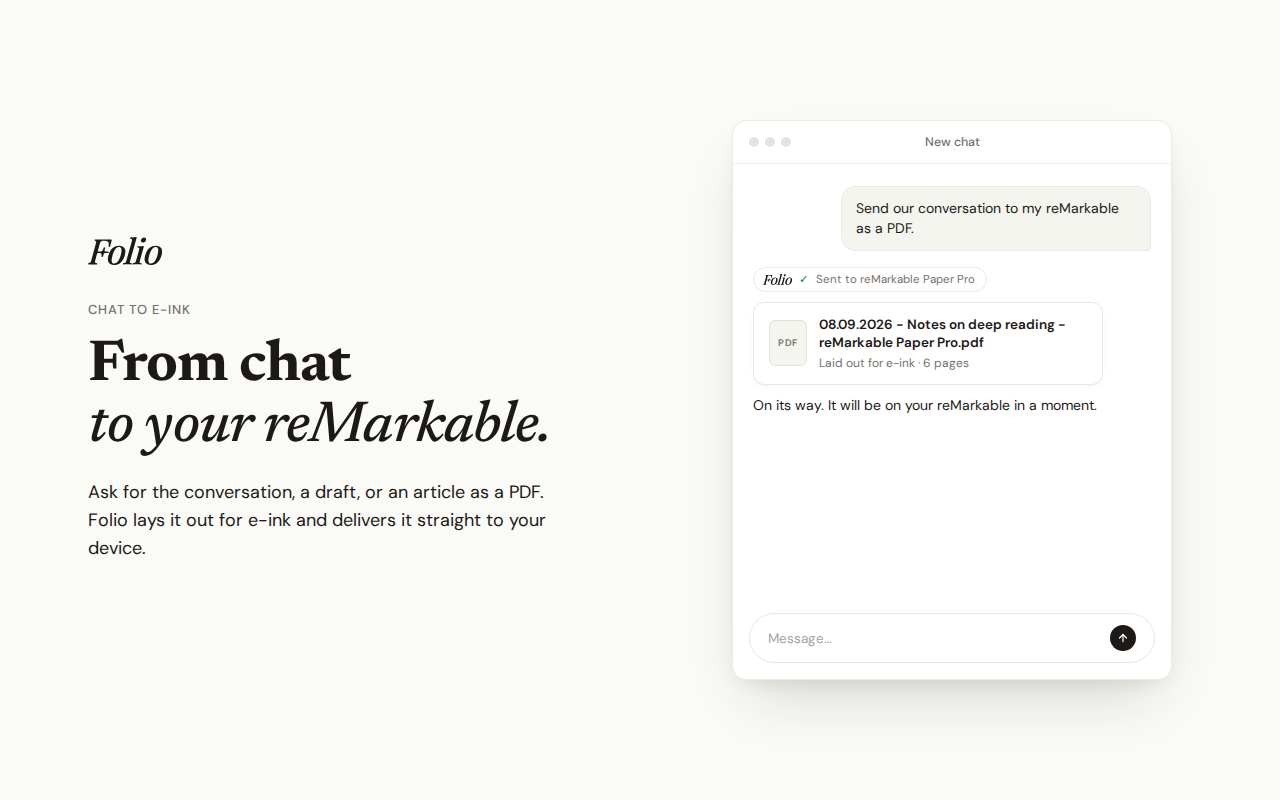 Folio
CHAT TO E-INK
From chat
to your reMarkable.
Ask for the conversation, a draft, or an article as a PDF.
Folio lays it out for e-ink and delivers it straight to your
device.
New chat
Send our conversation to my reMarkable
as a PDF.
Folio ✓ Sent to reMarkable Paper Pro
PDF
08.09.2026 - Notes on deep reading -
reMarkable Paper Pro.pdf
Laid out for e-ink · 6 pages
On its way. It will be on your reMarkable in a moment.
Message…